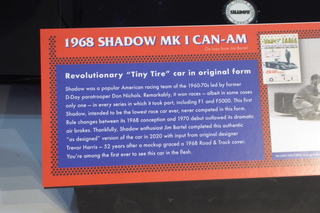 1968 SHADOW MK I CAN-AM
On loan from Jim Bartel
Revolutionary "Tiny Tire" car in original form
Shadow was a popular American racing team of the 1960-70s led by former
D-Day paratrooper Don Nichols. Remarkably, it won races — albeit in some cases
only one — in every series in which it took part, including F1 and F5000. This first
Shadow, intended to be the lowest race car ever, never competed in this form.
Rule changes between its 1968 conception and 1970 debut outlawed its dramatic
air brakes. Thankfully, Shadow enthusiast Jim Bartel completed this authentic
"as designed" version of the car in 2020 with input from original designer
Trevor Harris — 52 years after a mockup graced a 1968 Road & Track cover.
You're among the first ever to see this car in the flesh.